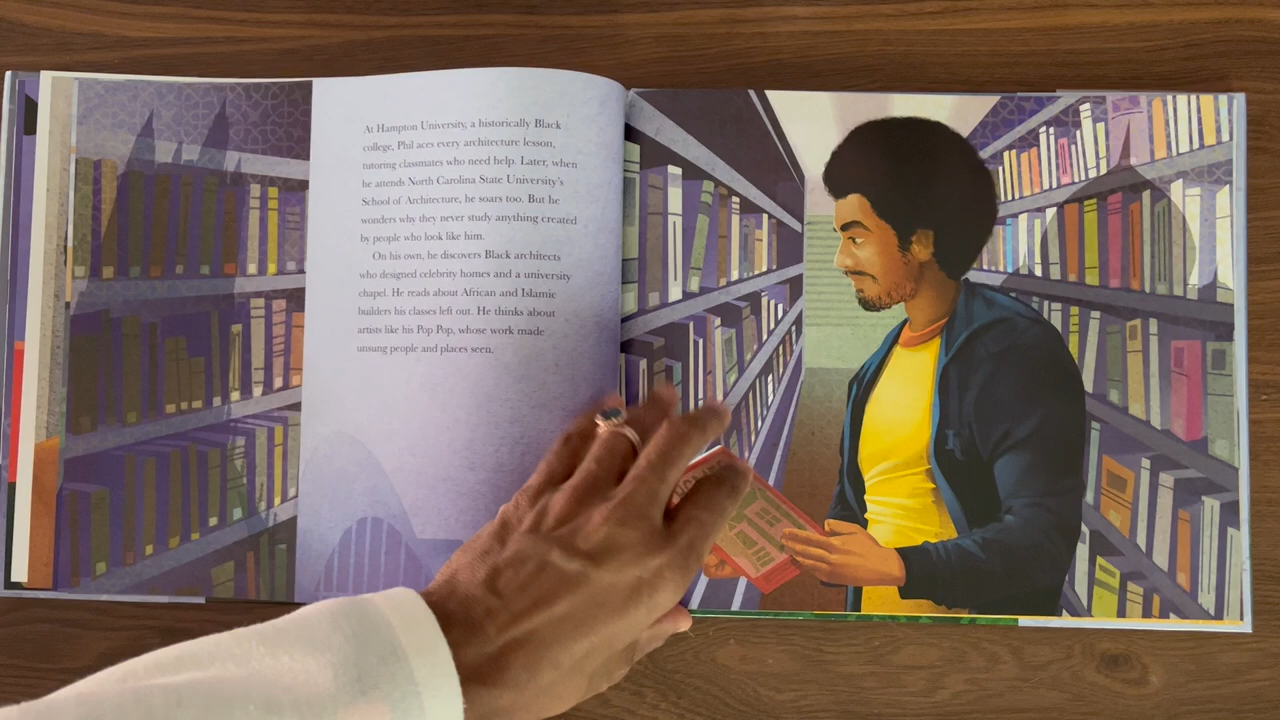 At Hampton University, a historically Black
college, Phil aces every architecture lesson,
tutoring classmates who need help. Later, when
he attends North Carolina State University's
School of Architecture, he soars too. But he
wonders why they never study anything created
by people who look like him.
On his own, he discovers Black architects
who designed celebrity homes and a university
chapel. He reads about African and Islamic
builders his classes left out. He thinks about
artists like his Pop Pop, whose work made
unsung people and places seen.